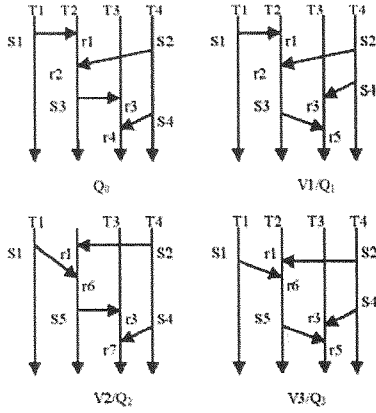 T1 T2 T3 T4
S1 r1 S2
r2
S3 r3
r4 S4
Q0
T1 T2 T3 T4
S1 r1 S2
r2
S3 r3 S4
r5
V1/Q1
T1 T2 T3 T4
S1 r1 S2
r6
S5 r3 S4
r7
V2/Q2
T1 T2 T3 T4
S1 r1 S2
r6
S5 r3 S4
r5
V3/Q3